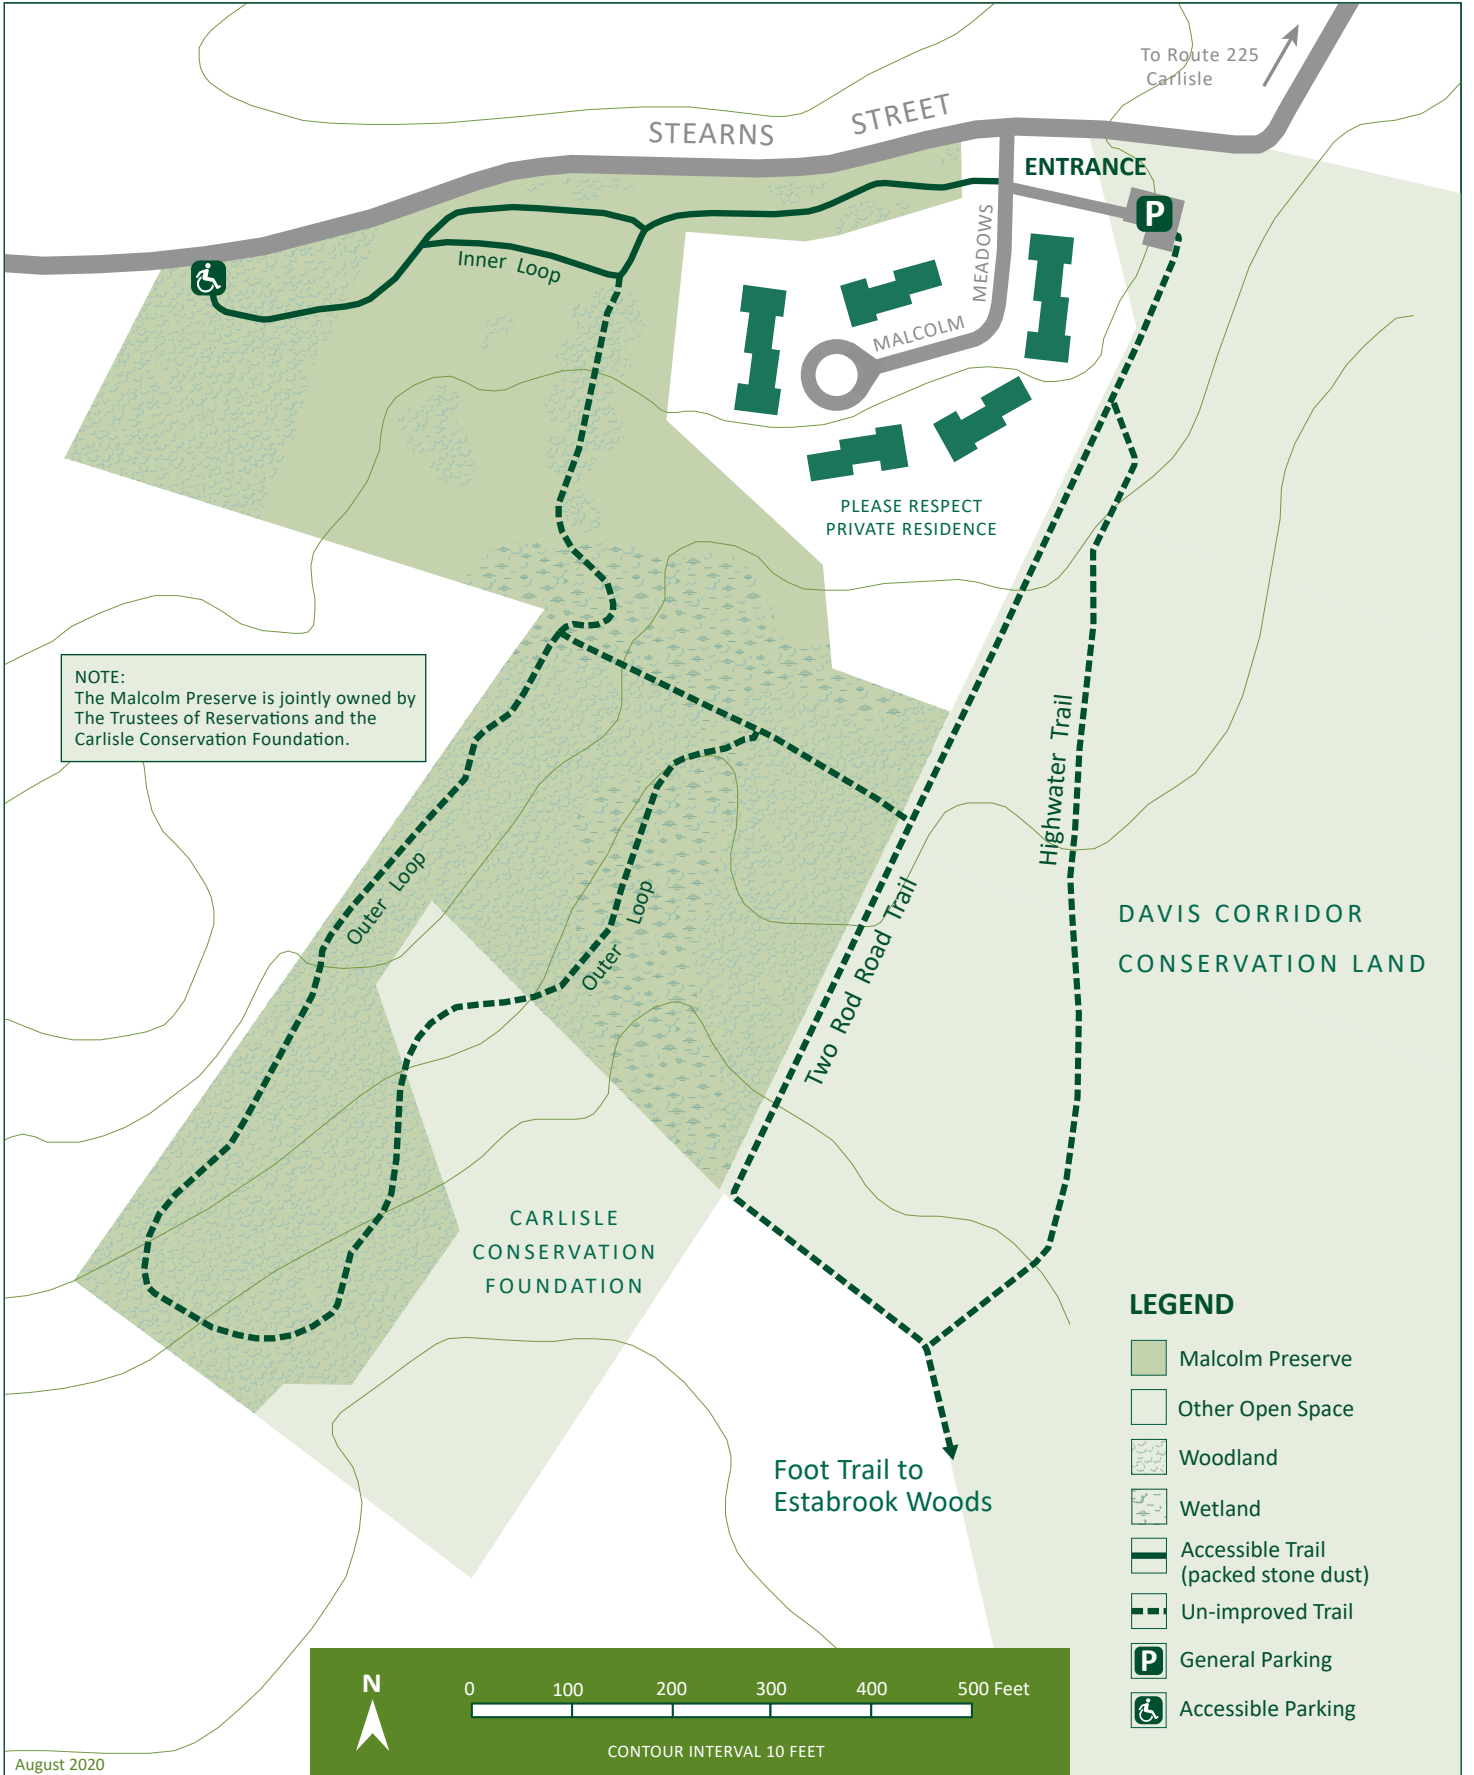 To Route 225
Carlisle
STEARNS STREET
ENTRANCE
P
MEADOWS
MALCOLM
Inner Loop
PLEASE RESPECT
PRIVATE RESIDENCE
NOTE:
The Malcolm Preserve is jointly owned by
The Trustees of Reservations and the
Carlisle Conservation Foundation.
Highwater Trail
Outer Loop
Outer Loop
Two Rod Road Trail
DAVIS CORRIDOR
CONSERVATION LAND
CARLISLE
CONSERVATION
FOUNDATION
Foot Trail to
Estabrook Woods
LEGEND
Malcolm Preserve
Other Open Space
Woodland
Wetland
Accessible Trail
(packed stone dust)
Un-improved Trail
P General Parking
Accessible Parking
N
0 100 200 300 400 500 Feet
CONTOUR INTERVAL 10 FEET
August 2020